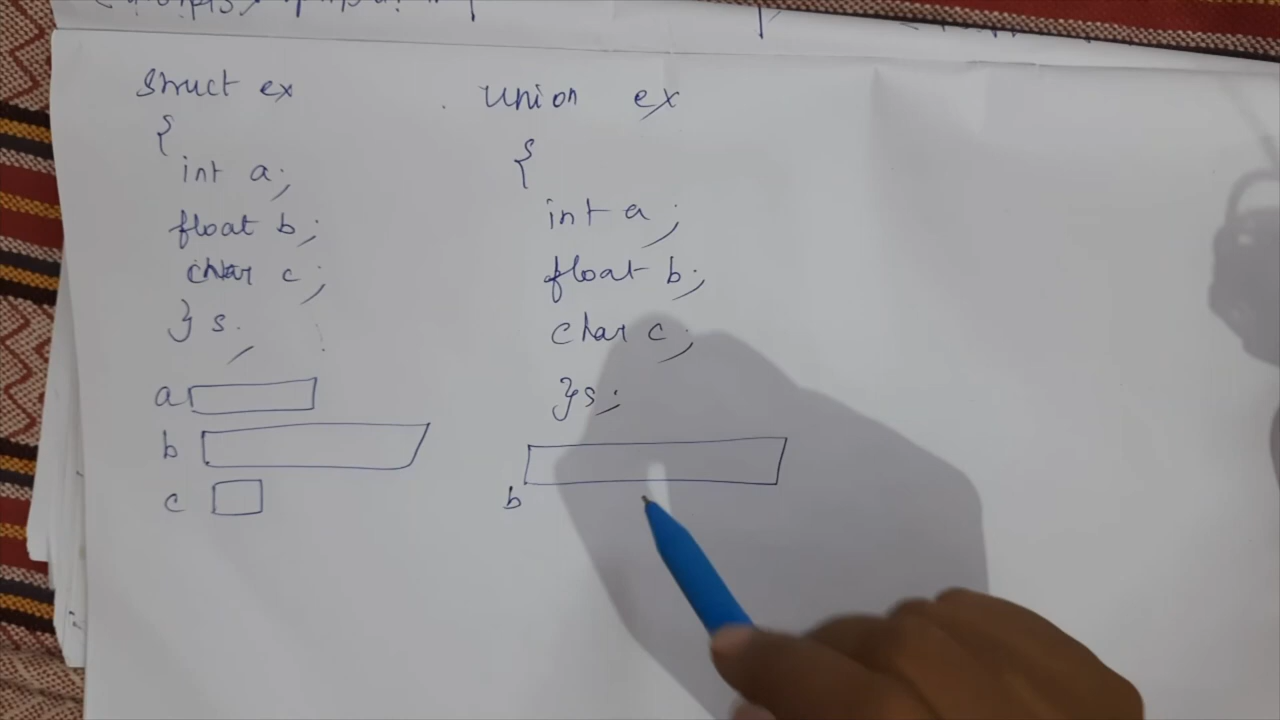 struct ex
{
int a;
float b;
char c;
} s;
a
b
c
union ex
{
int a;
float b;
char c;
}s;
b